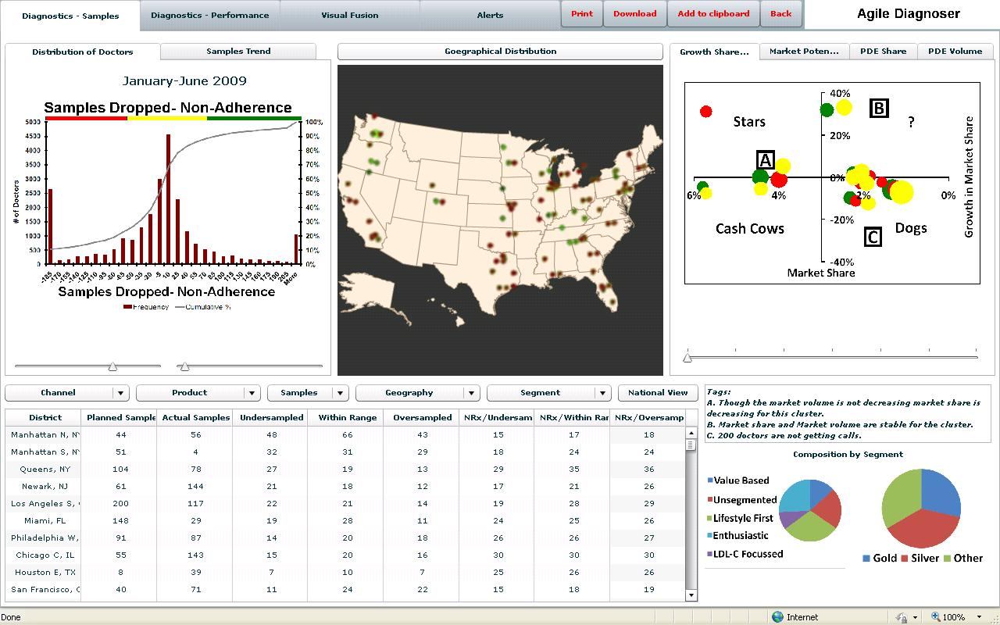 Diagnostics - Samples
Diagnostics - Performance
Visual Fusion
Alerts
Print
Download
Add to clipboard
Back
Agile Diagnoser
Distribution of Doctors
Samples Trend
Goegraphical Distribution
Growth Share...
Market Poten...
PDE Share
PDE Volume
January-June 2009
Samples Dropped- Non-Adherence
# of Doctors
5000
4500
4000
3500
3000
2500
2000
1500
1000
500
0
100%
90%
80%
70%
60%
50%
40%
30%
20%
10%
0%
-185 -170 -155 -140 -125 -110 -95 -80 -65 -50 -35 -20 -5 10 25 40 55 70 85 100 115 130 145 160 175 190 205 More
Samples Dropped- Non-Adherence
Frequency
Cumulative %
40%
B
Stars
?
20%
A
0%
6%
4%
2%
0%
-20%
Cash Cows
Dogs
C
-40%
Market Share
Growth in Market Share
Channel
Product
Samples
Geography
Segment
National View
District Planned Sample Actual Samples Undersampled Within Range Oversampled NRx/Undersam NRx/Within Rar NRx/Oversamp
Manhattan N, NY 44 56 48 66 43 15 17 18
Manhattan S, NY 51 4 32 31 29 18 24 24
Queens, NY 104 78 27 19 13 29 35 36
Newark, NJ 61 144 21 18 12 17 21 26
Los Angeles S, 200 117 22 21 14 19 28 29
Miami, FL 148 29 19 28 11 24 25 26
Philadelphia W, 91 87 14 20 18 26 26 27
Chicago C, IL 55 143 15 20 16 30 30 30
Houston E, TX 8 39 7 10 7 25 26 26
San Francisco, C 40 71 11 24 22 15 18 19
Tags:
A. Though the market volume is not decreasing market share is
decreasing for this cluster.
B. Market share and Market volume are stable for the cluster.
C. 200 doctors are not getting calls.
Composition by Segment
Value Based
Unsegmented
Lifestyle First
Enthusiastic
LDL-C Focussed
Gold
Silver
Other
Done
Internet
100%